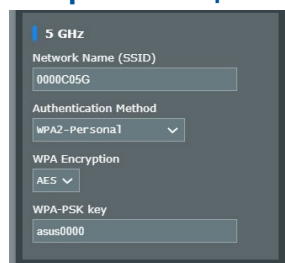 5 GHz
Network Name (SSID)
0000C05G
Authentication Method
WPA2-Personal
WPA Encryption
AES
WPA-PSK key
asus0000